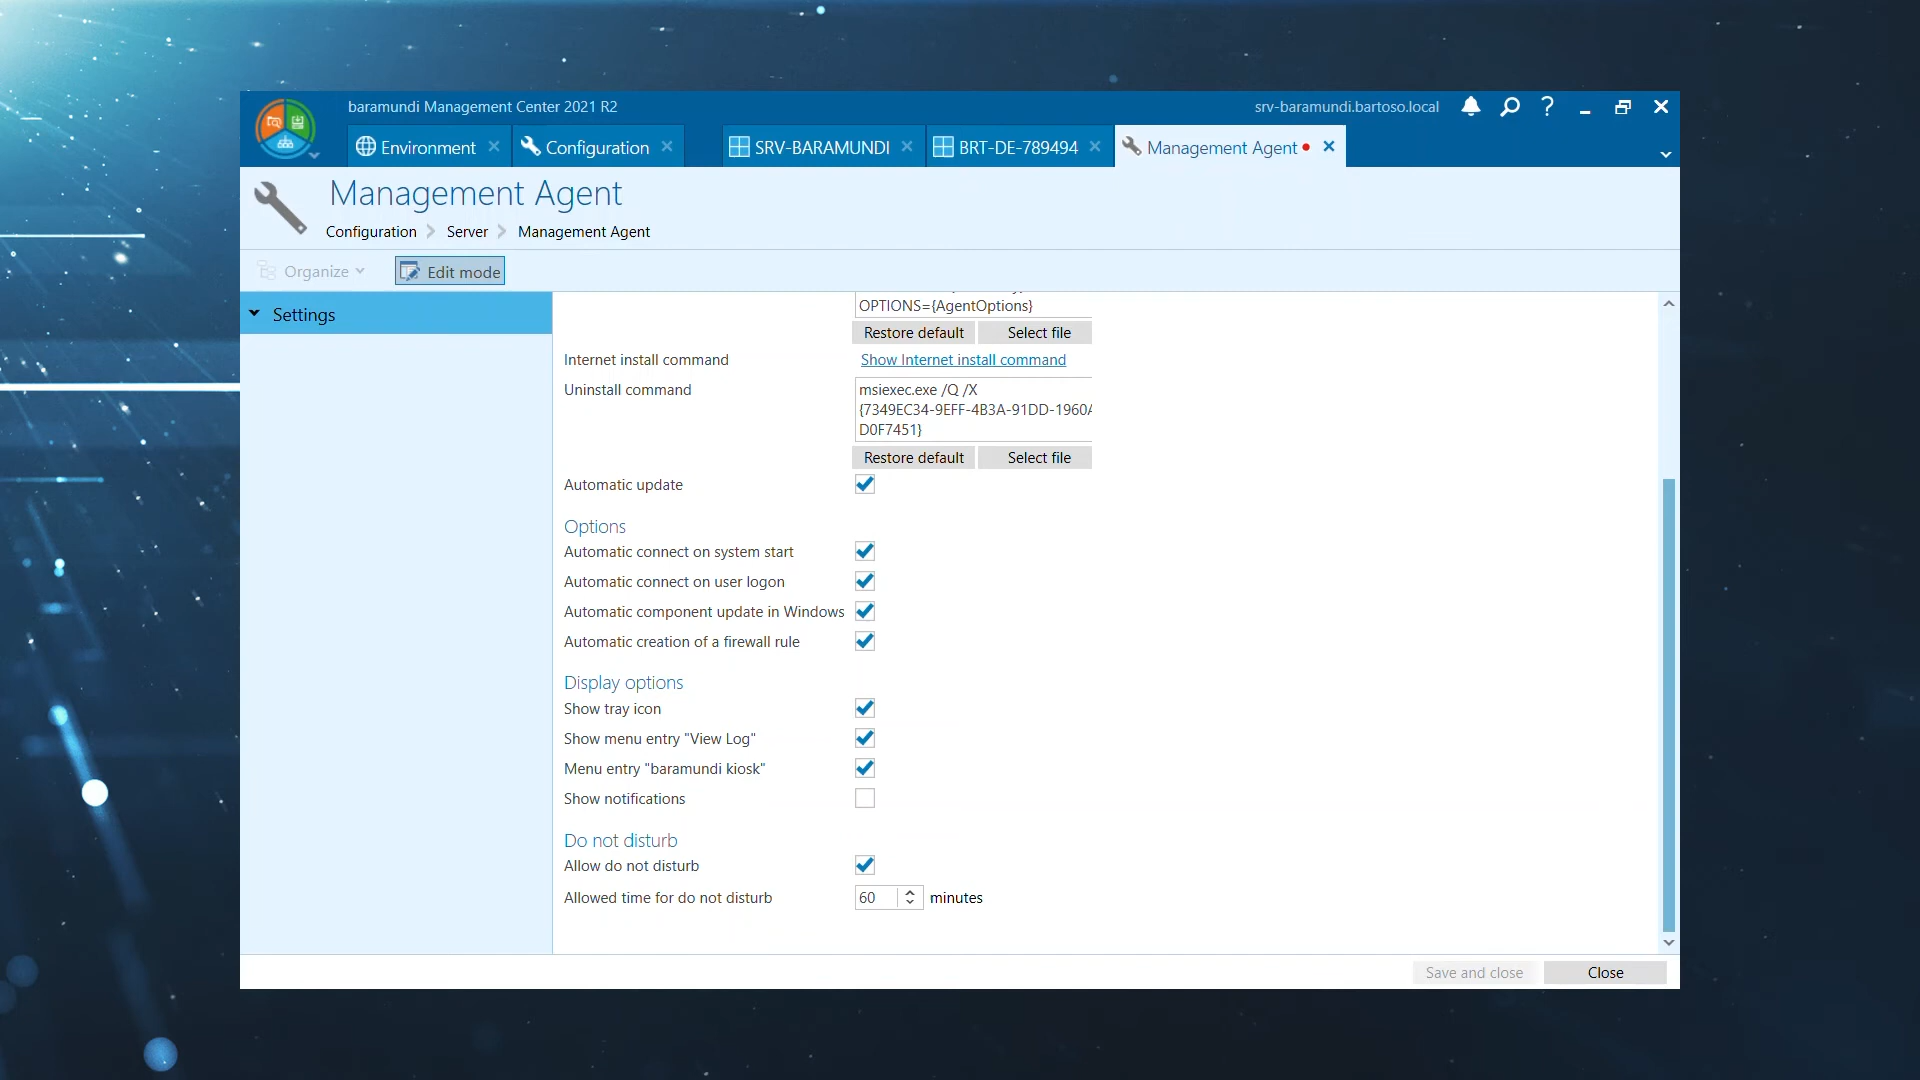 baramundi Management Center 2021 R2
srv-baramundi.bartoso.local
?
Environment
Configuration
SRV-BARAMUNDI
BRT-DE-789494
Management Agent
Management Agent
Configuration > Server > Management Agent
Organize
Edit mode
Settings
OPTIONS={AgentOptions}
Restore default
Select file
Internet install command
Show Internet install command
Uninstall command
msiexec.exe /Q /X
{7349EC34-9EFF-4B3A-91DD-1960A
D0F7451}
Restore default
Select file
Automatic update
Options
Automatic connect on system start
Automatic connect on user logon
Automatic component update in Windows
Automatic creation of a firewall rule
Display options
Show tray icon
Show menu entry "View Log"
Menu entry "baramundi kiosk"
Show notifications
Do not disturb
Allow do not disturb
Allowed time for do not disturb
60
minutes
Save and close
Close